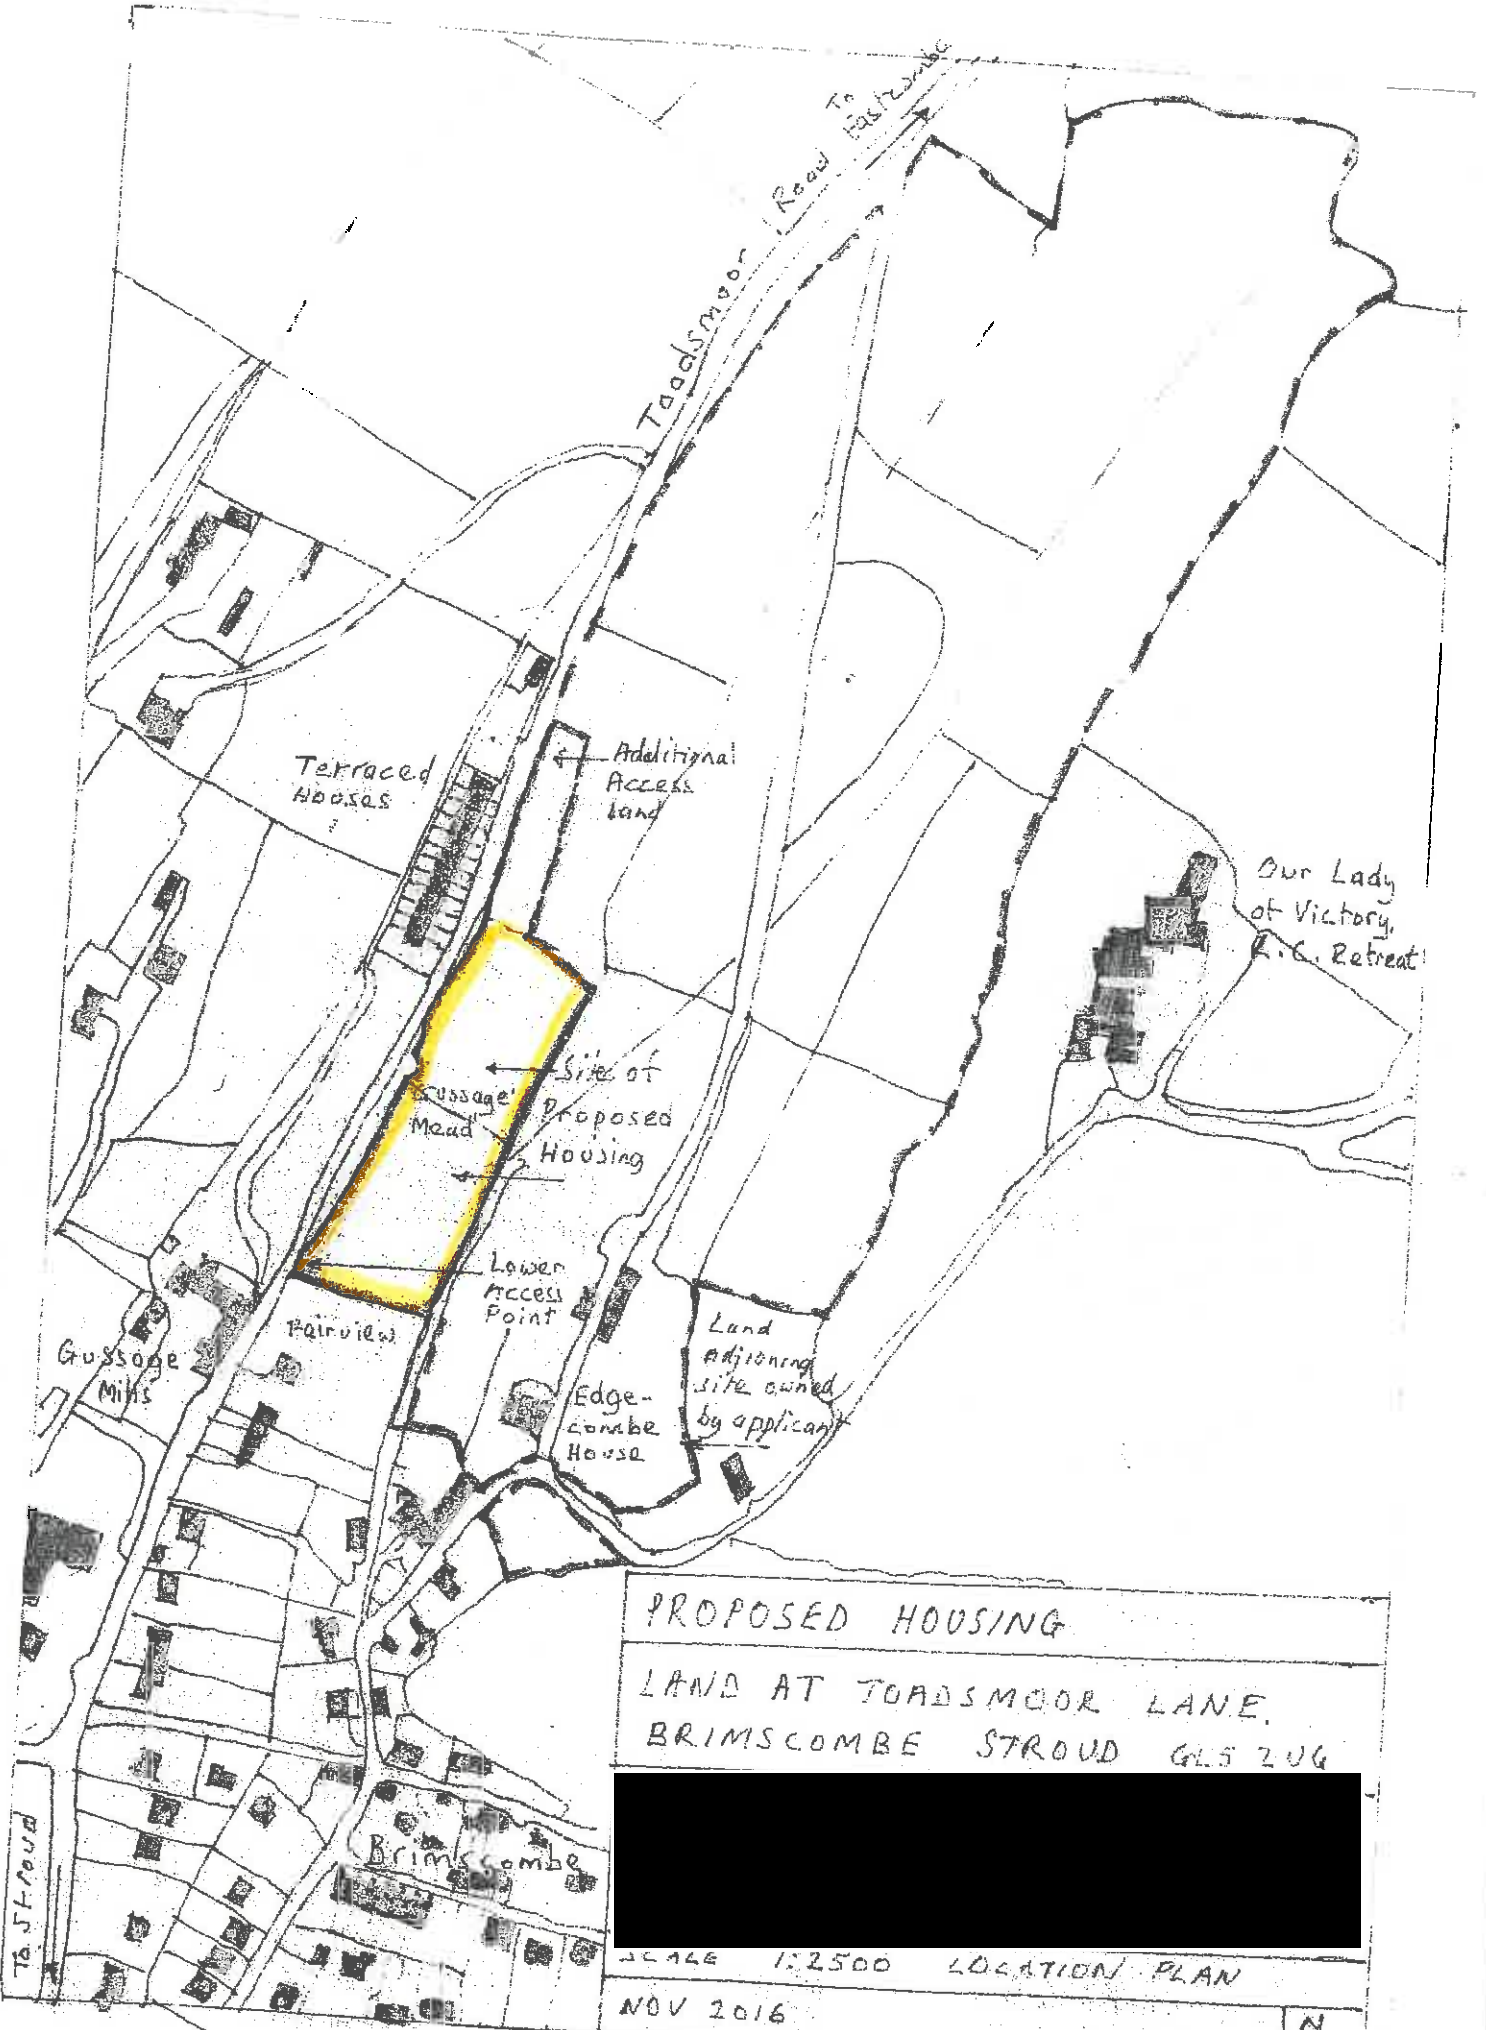 To
Eastcombe
Toadsmoor Road
Terraced
Houses
Additional
Access
Land
Our Lady
of Victory,
R.C. Retreat
Site of
Proposed
Housing
Gussage
Mead
Lower
Access
Point
Fairview
Gussage
Mills
Edge-
combe
House
Land
Adjioning
site owned
by applicant
Brimscombe
To Stroud
PROPOSED HOUSING
LAND AT TOADSMOOR LANE.
BRIMSCOMBE STROUD GL5 2UG
SCALE 1:2500 LOCATION PLAN
NOV 2016
N